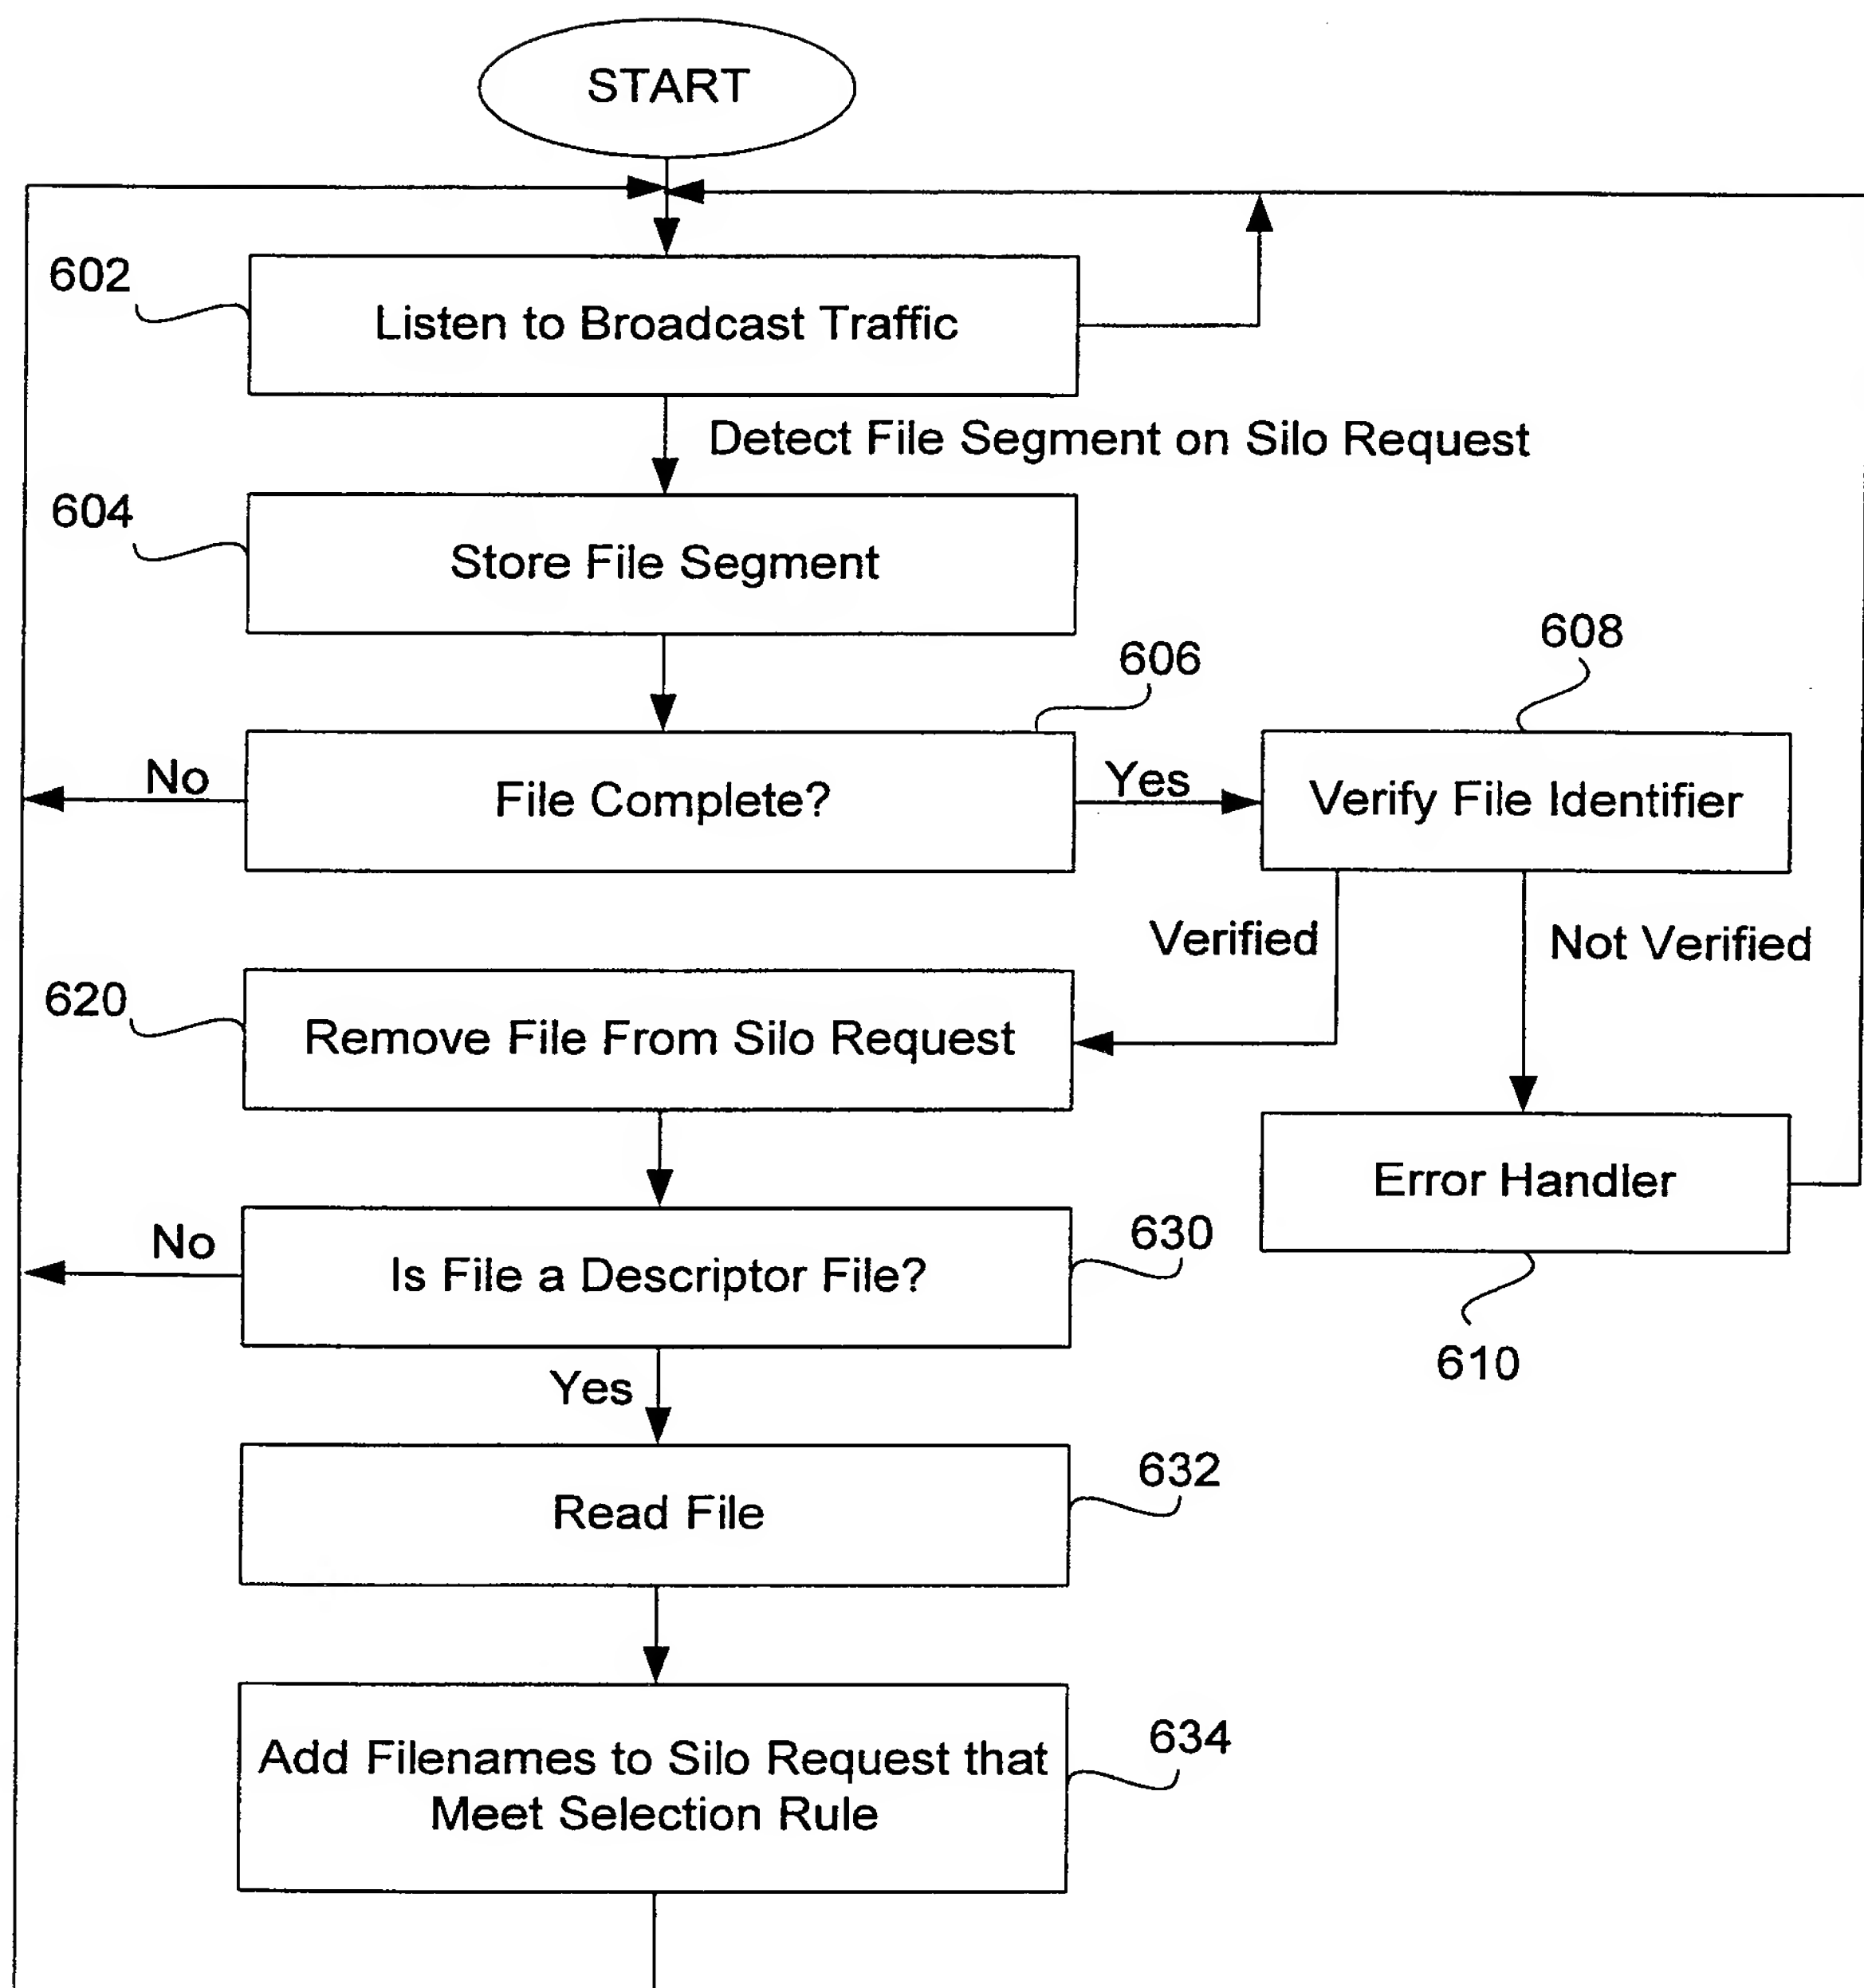 START
602
Listen to Broadcast Traffic
Detect File Segment on Silo Request
604
Store File Segment
606
608
No
File Complete?
Yes
Verify File Identifier
Verified
Not Verified
620
Remove File From Silo Request
Error Handler
610
No
Is File a Descriptor File?
630
Yes
632
Read File
634
Add Filenames to Silo Request that
Meet Selection Rule